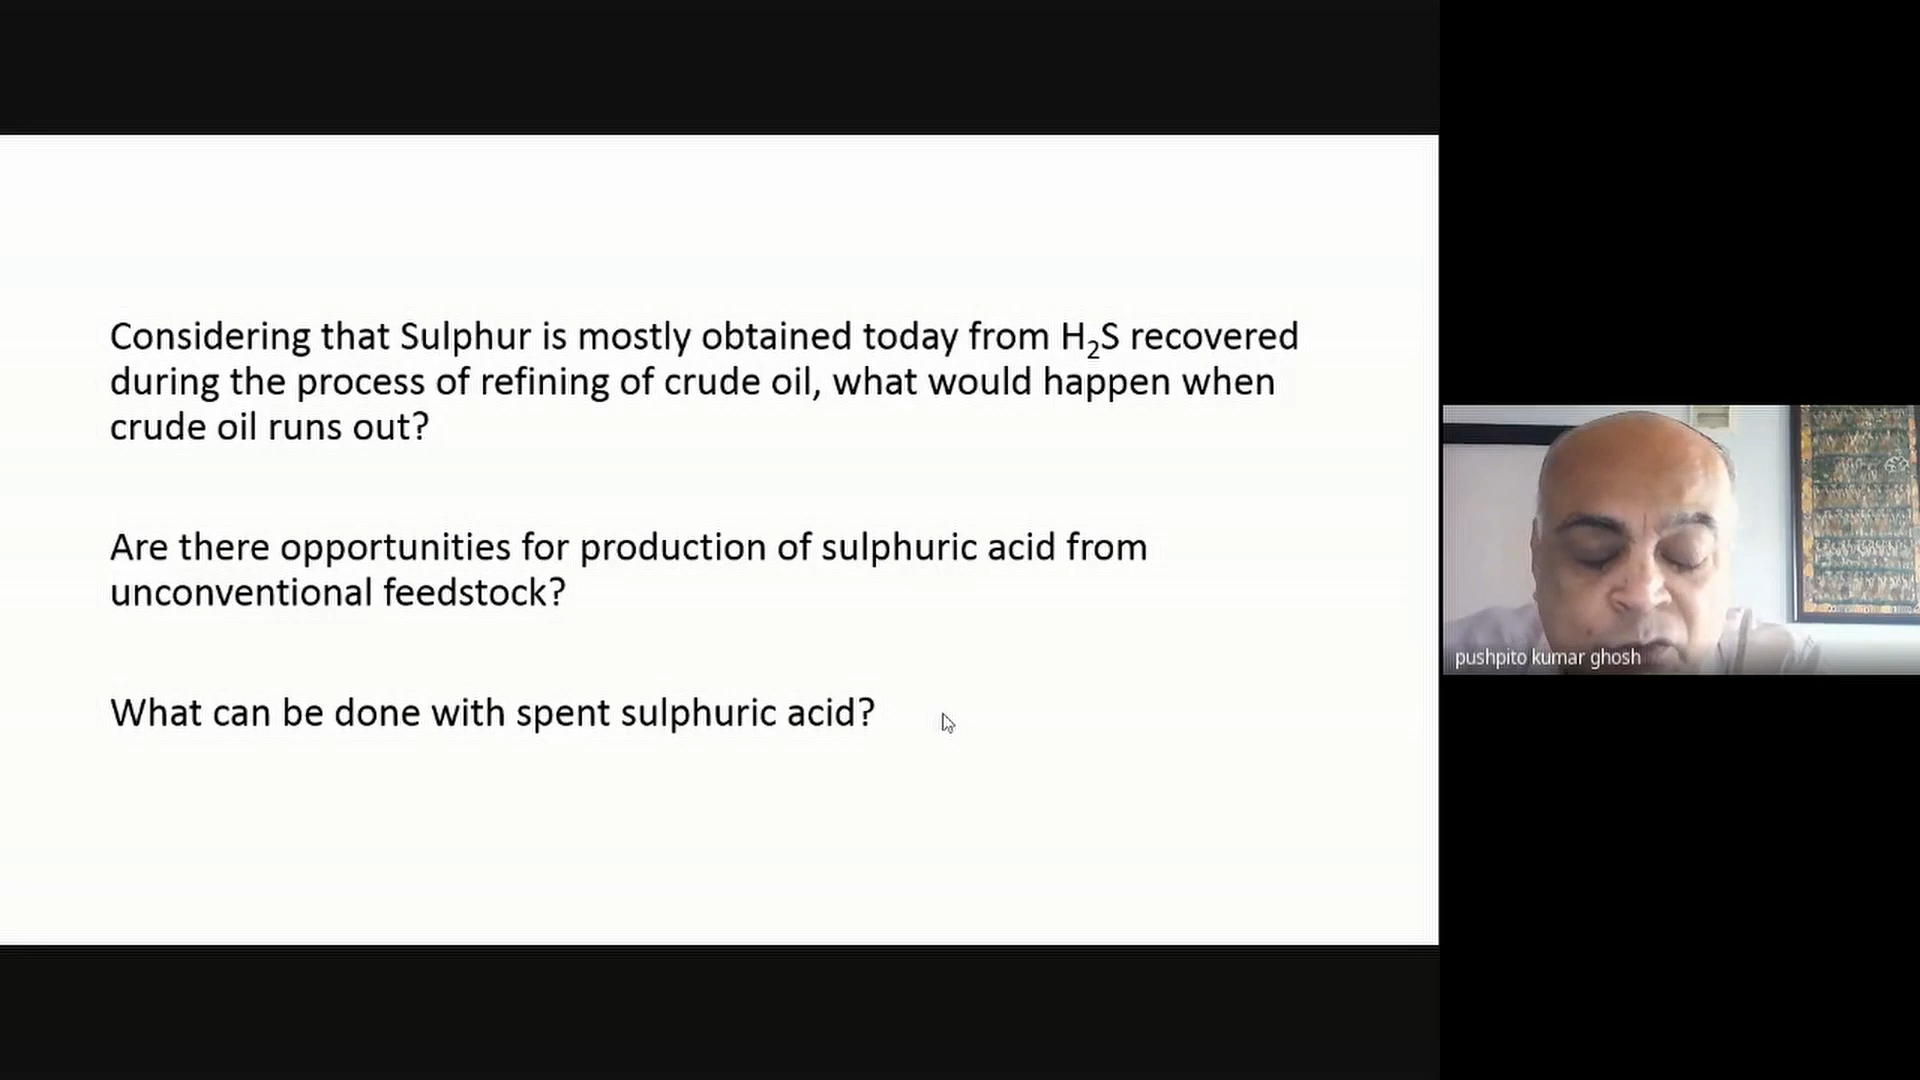 Considering that Sulphur is mostly obtained today from H₂S recovered
during the process of refining of crude oil, what would happen when
crude oil runs out?
Are there opportunities for production of sulphuric acid from
unconventional feedstock?
What can be done with spent sulphuric acid?
pushpito kumar ghosh